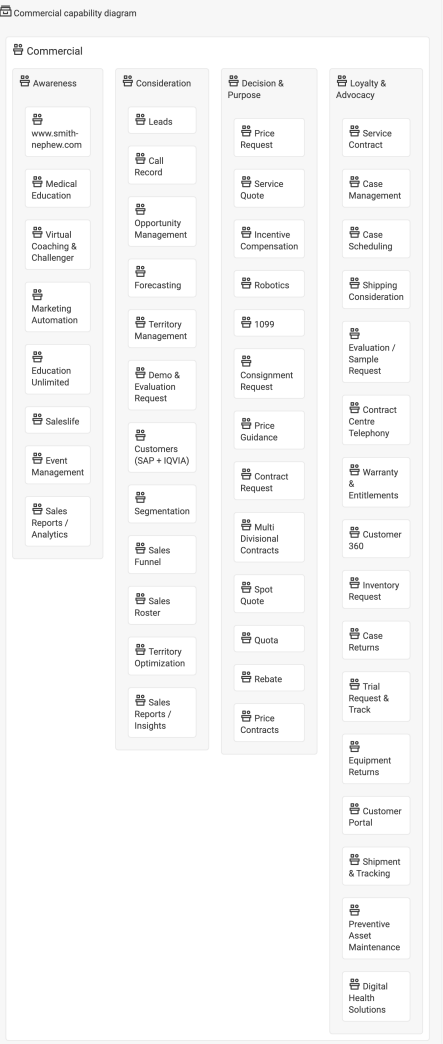 Commercial capability diagram
Commercial
Awareness
www.smith-
nephew.com
Medical
Education
Virtual
Coaching &
Challenger
Marketing
Automation
Education
Unlimited
Saleslife
Event
Management
Sales
Reports /
Analytics
Consideration
Leads
Call
Record
Opportunity
Management
Forecasting
Territory
Management
Demo &
Evaluation
Request
Customers
(SAP + IQVIA)
Segmentation
Sales
Funnel
Sales
Roster
Territory
Optimization
Sales
Reports /
Insights
Decision &
Purpose
Price
Request
Service
Quote
Incentive
Compensation
Robotics
1099
Consignment
Request
Price
Guidance
Contract
Request
Multi
Divisional
Contracts
Spot
Quote
Quota
Rebate
Price
Contracts
Loyalty &
Advocacy
Service
Contract
Case
Management
Case
Scheduling
Shipping
Consideration
Evaluation /
Sample
Request
Contract
Centre
Telephony
Warranty
&
Entitlements
Customer
360
Inventory
Request
Case
Returns
Trial
Request &
Track
Equipment
Returns
Customer
Portal
Shipment
& Tracking
Preventive
Asset
Maintenance
Digital
Health
Solutions